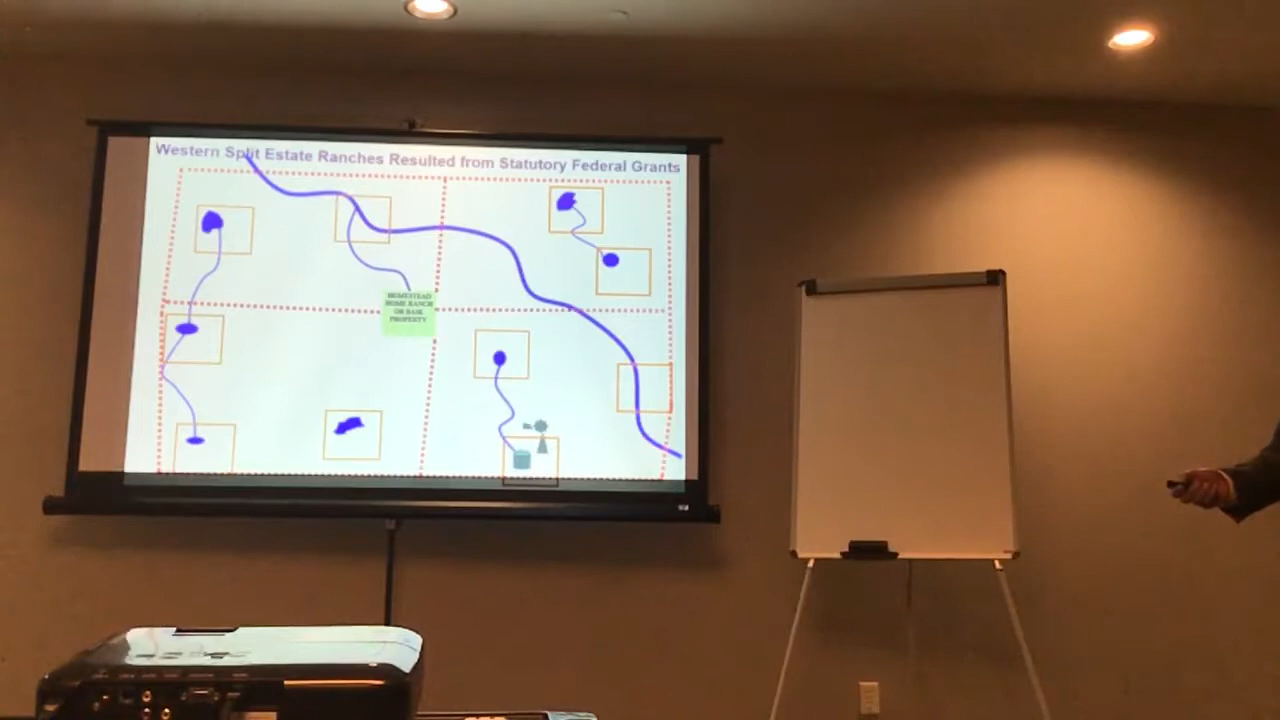 Western Split Estate Ranches Resulted from Statutory Federal Grants
HOMESTEAD
HOME RANCH
OR BASE
PROPERTY